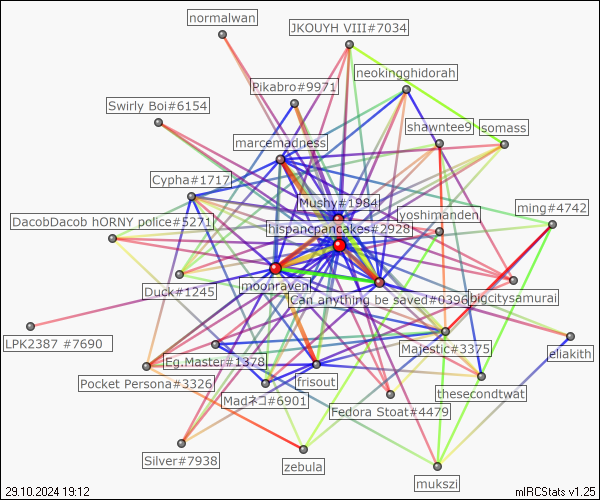 normalwan
JKOUYH VIII#7034
neokingghidorah
Pikabro#9971
Swirly Boi#6154
shawntee9
somass
marcemadness
Cypha#1717
Mushy#1984
yoshimanden
ming#4742
DacobDacob hORNY police#5271
hispancpancakes#2928
moonraven
Duck#1245
Can anything be saved#0396
bigcitysamurai
LPK2387 #7690
Eg.Master#1378
Majestic#3375
eliakith
Pocket Persona#3326
frisout
thesecondtwat
Madネコ#6901
Fedora Stoat#4479
Silver#7938
zebula
mukszi
29.10.2024 19:12
mIRCStats v1.25